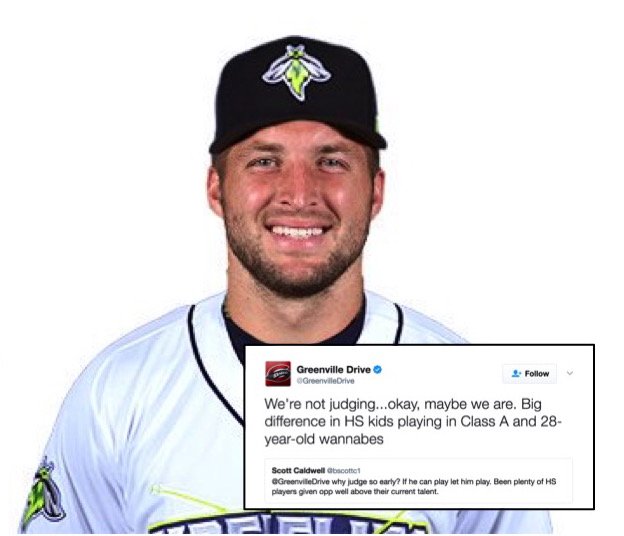 Greenville Drive
@GreenvilleDrive
Follow
We're not judging...okay, maybe we are. Big
difference in HS kids playing in Class A and 28-
year-old wannabes
Scott Caldwell @bscottc1
@GreenvilleDrive why judge so early? If he can play let him play. Been plenty of HS
players given opp well above their current talent.